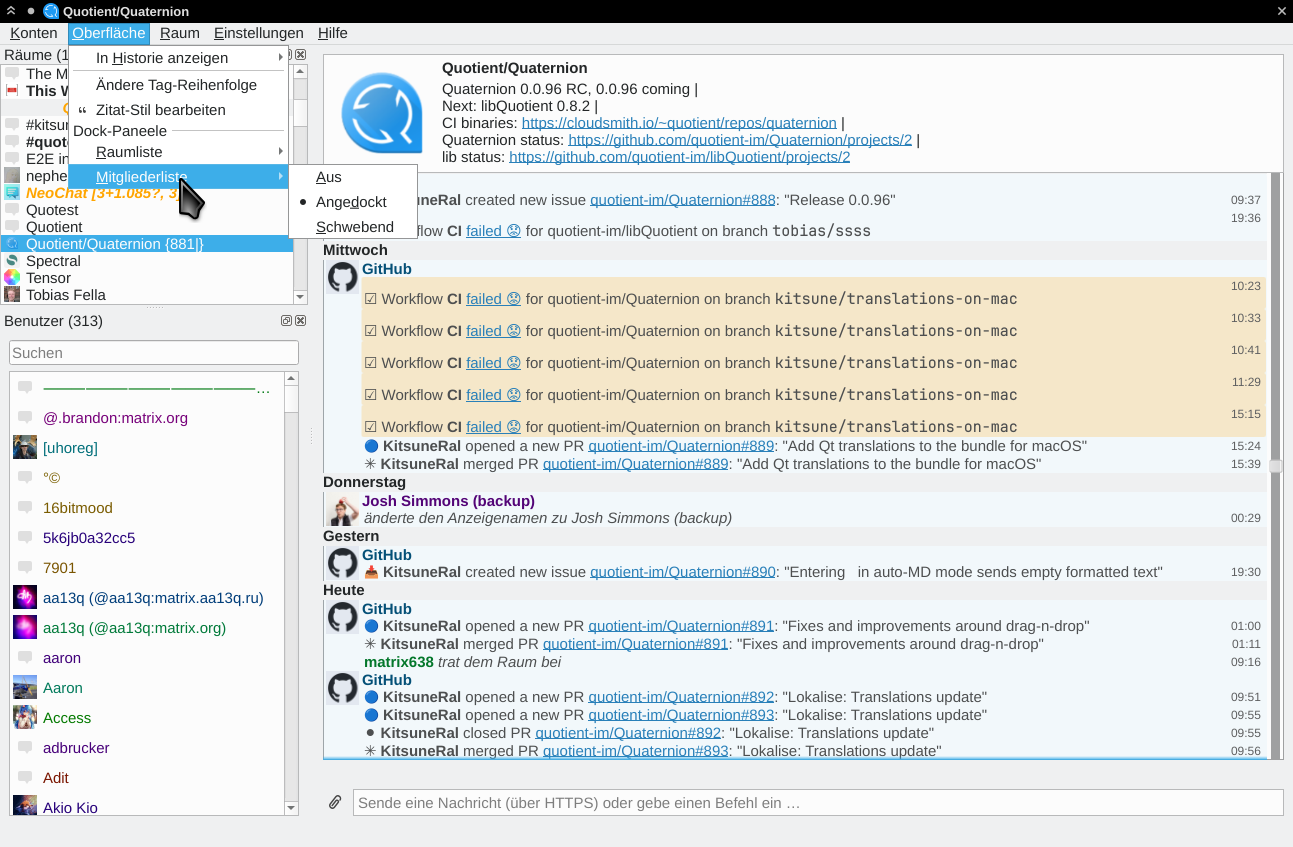 Quotient/Quaternion
Konten Oberfläche Raum Einstellungen Hilfe
Räume (1
In Historie anzeigen
Ändere Tag-Reihenfolge
Zitat-Stil bearbeiten
Dock-Paneele
Raumliste
Mitgliederliste
Aus
Angedockt
Schwebend
The M
This W
#kitsu
#quot
E2E in
nephe
NeoChat [3+1.085?, 3]
Quotest
Quotient
Quotient/Quaternion {881|}
Spectral
Tensor
Tobias Fella
Benutzer (313)
Suchen
@.brandon:matrix.org
[uhoreg]
°©
16bitmood
5k6jb0a32cc5
7901
aa13q (@aa13q:matrix.aa13q.ru)
aa13q (@aa13q:matrix.org)
aaron
Aaron
Access
adbrucker
Adit
Akio Kio
Quotient/Quaternion
Quaternion 0.0.96 RC, 0.0.96 coming |
Next: libQuotient 0.8.2 |
CI binaries: https://cloudsmith.io/~quotient/repos/quaternion |
Quaternion status: https://github.com/quotient-im/Quaternion/projects/2 |
lib status: https://github.com/quotient-im/libQuotient/projects/2
suneRal created new issue quotient-im/Quaternion#888: "Release 0.0.96" 09:37
19:36
flow CI failed 😟 for quotient-im/libQuotient on branch tobias/ssss
Mittwoch
GitHub
10:23
☑ Workflow CI failed 😟 for quotient-im/Quaternion on branch kitsune/translations-on-mac
10:33
☑ Workflow CI failed 😟 for quotient-im/Quaternion on branch kitsune/translations-on-mac
10:41
☑ Workflow CI failed 😟 for quotient-im/Quaternion on branch kitsune/translations-on-mac
11:29
☑ Workflow CI failed 😟 for quotient-im/Quaternion on branch kitsune/translations-on-mac
15:15
☑ Workflow CI failed 😟 for quotient-im/Quaternion on branch kitsune/translations-on-mac
🔵 KitsuneRal opened a new PR quotient-im/Quaternion#889: "Add Qt translations to the bundle for macOS" 15:24
✳ KitsuneRal merged PR quotient-im/Quaternion#889: "Add Qt translations to the bundle for macOS" 15:39
Donnerstag
Josh Simmons (backup)
änderte den Anzeigenamen zu Josh Simmons (backup) 00:29
Gestern
GitHub
📥 KitsuneRal created new issue quotient-im/Quaternion#890: "Entering   in auto-MD mode sends empty formatted text" 19:30
Heute
GitHub
🔵 KitsuneRal opened a new PR quotient-im/Quaternion#891: "Fixes and improvements around drag-n-drop" 01:00
✳ KitsuneRal merged PR quotient-im/Quaternion#891: "Fixes and improvements around drag-n-drop" 01:11
matrix638 trat dem Raum bei 09:16
GitHub
🔵 KitsuneRal opened a new PR quotient-im/Quaternion#892: "Lokalise: Translations update" 09:51
🔵 KitsuneRal opened a new PR quotient-im/Quaternion#893: "Lokalise: Translations update" 09:55
⚫ KitsuneRal closed PR quotient-im/Quaternion#892: "Lokalise: Translations update" 09:55
✳ KitsuneRal merged PR quotient-im/Quaternion#893: "Lokalise: Translations update" 09:56
Sende eine Nachricht (über HTTPS) oder gebe einen Befehl ein …